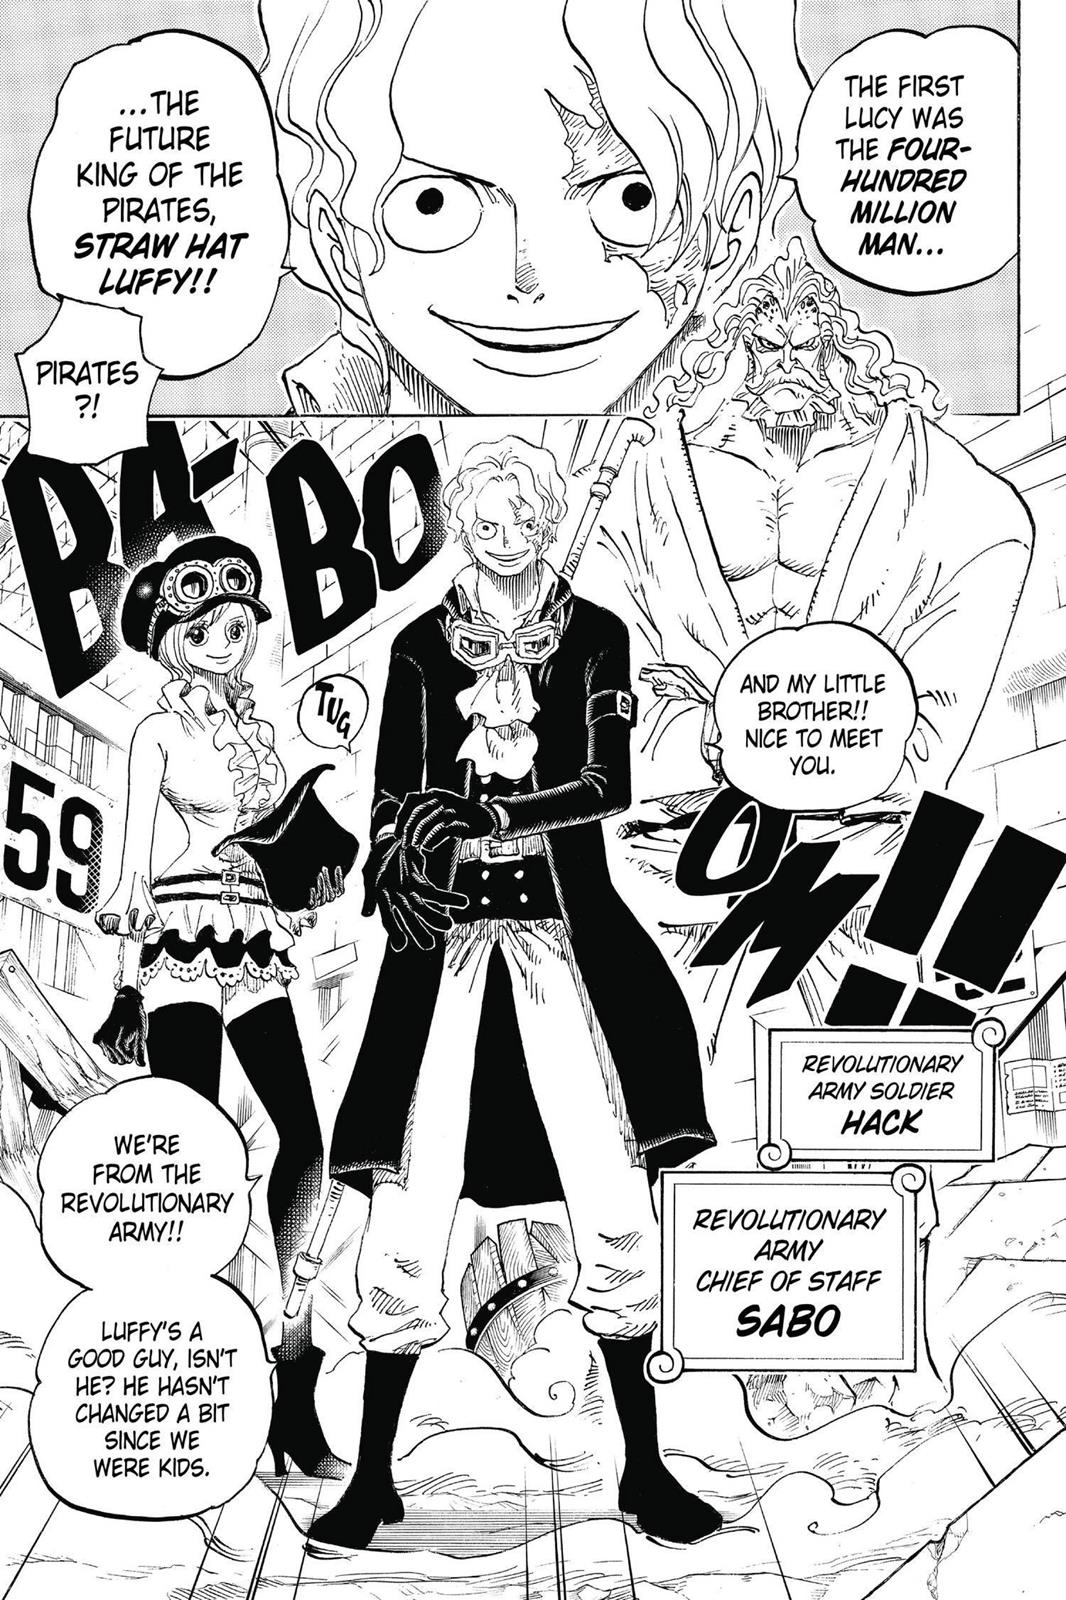 THE FIRST
LUCY WAS
THE FOUR-
HUNDRED
MILLION
MAN...
...THE
FUTURE
KING OF THE
PIRATES,
STRAW HAT
LUFFY!!
PIRATES
?!
BA-
BO
OM!!
TUG
AND MY LITTLE
BROTHER!!
NICE TO MEET
YOU.
59
REVOLUTIONARY
ARMY SOLDIER
HACK
REVOLUTIONARY
ARMY
CHIEF OF STAFF
SABO
WE'RE
FROM THE
REVOLUTIONARY
ARMY!!
LUFFY'S A
GOOD GUY, ISN'T
HE? HE HASN'T
CHANGED A BIT
SINCE WE
WERE KIDS.